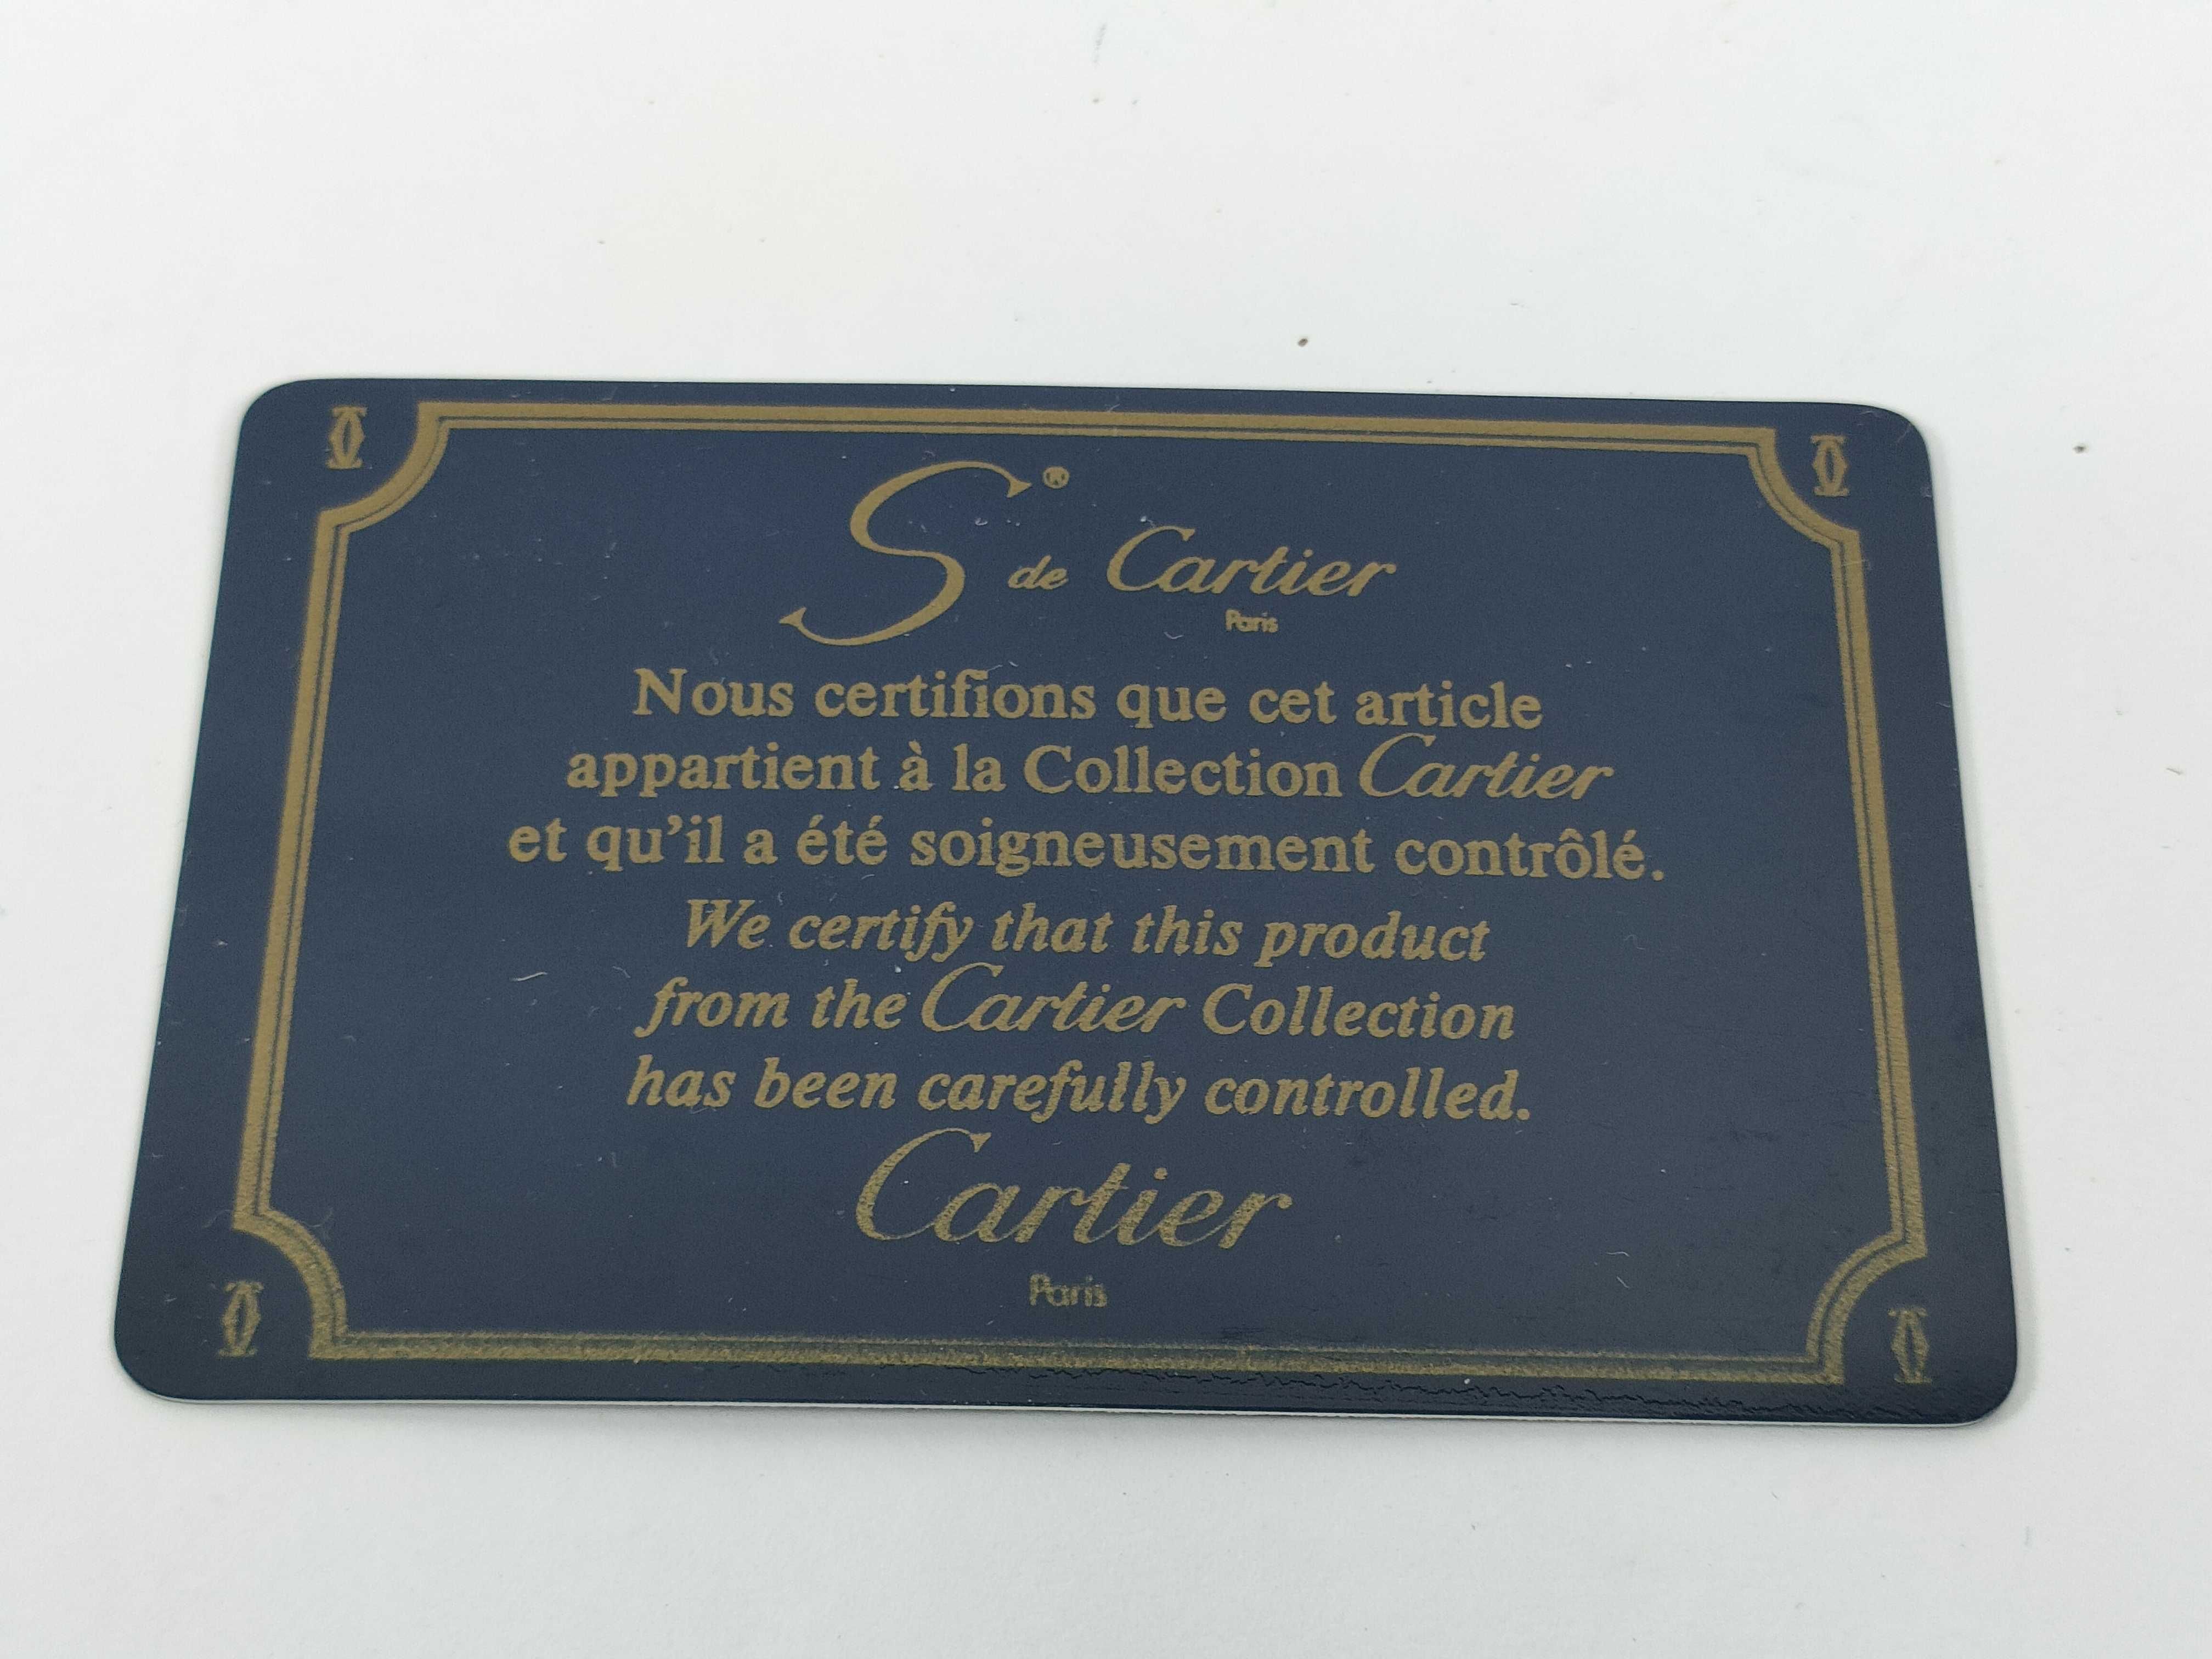 S® de Cartier
Paris
Nous certifions que cet article
appartient à la Collection Cartier
et qu'il a été soigneusement contrôlé.
We certify that this product
from the Cartier Collection
has been carefully controlled.
Cartier
Paris